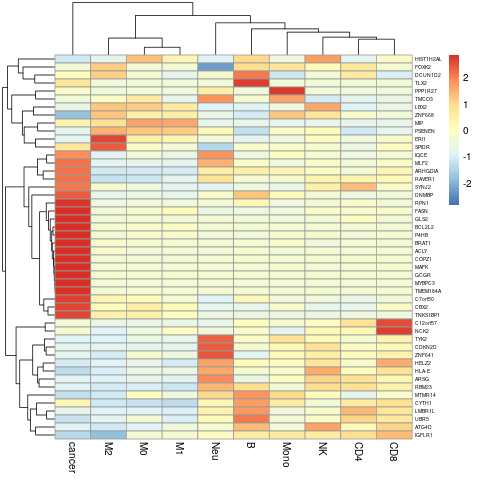 HIST1H2AL
FOXK2
DCUN1D2
TLX2
PPP1R27
TMCO3
LBX2
ZNF668
MIP
PSENEN
ERI1
SPIDR
IQCE
MLF2
ARHGDIA
RAVER1
SYNJ2
DNMBP
RPN1
FASN
GLS2
BCL2L2
P4HB
BRAT1
ACLY
COPZ1
MAFK
GCGR
MYBPC3
TMEM184A
C7orf50
CBX2
TNKS1BP1
C12orf57
NCK2
TYK2
CDKN2D
ZNF641
HELZ2
HLA-E
ARSG
RBM23
MTMR14
CYTH1
LMBR1L
UBR5
ATG4D
IGFLR1
cancer
M2
M0
M1
Neu
B
Mono
NK
CD4
CD8
2
1
0
-1
-2